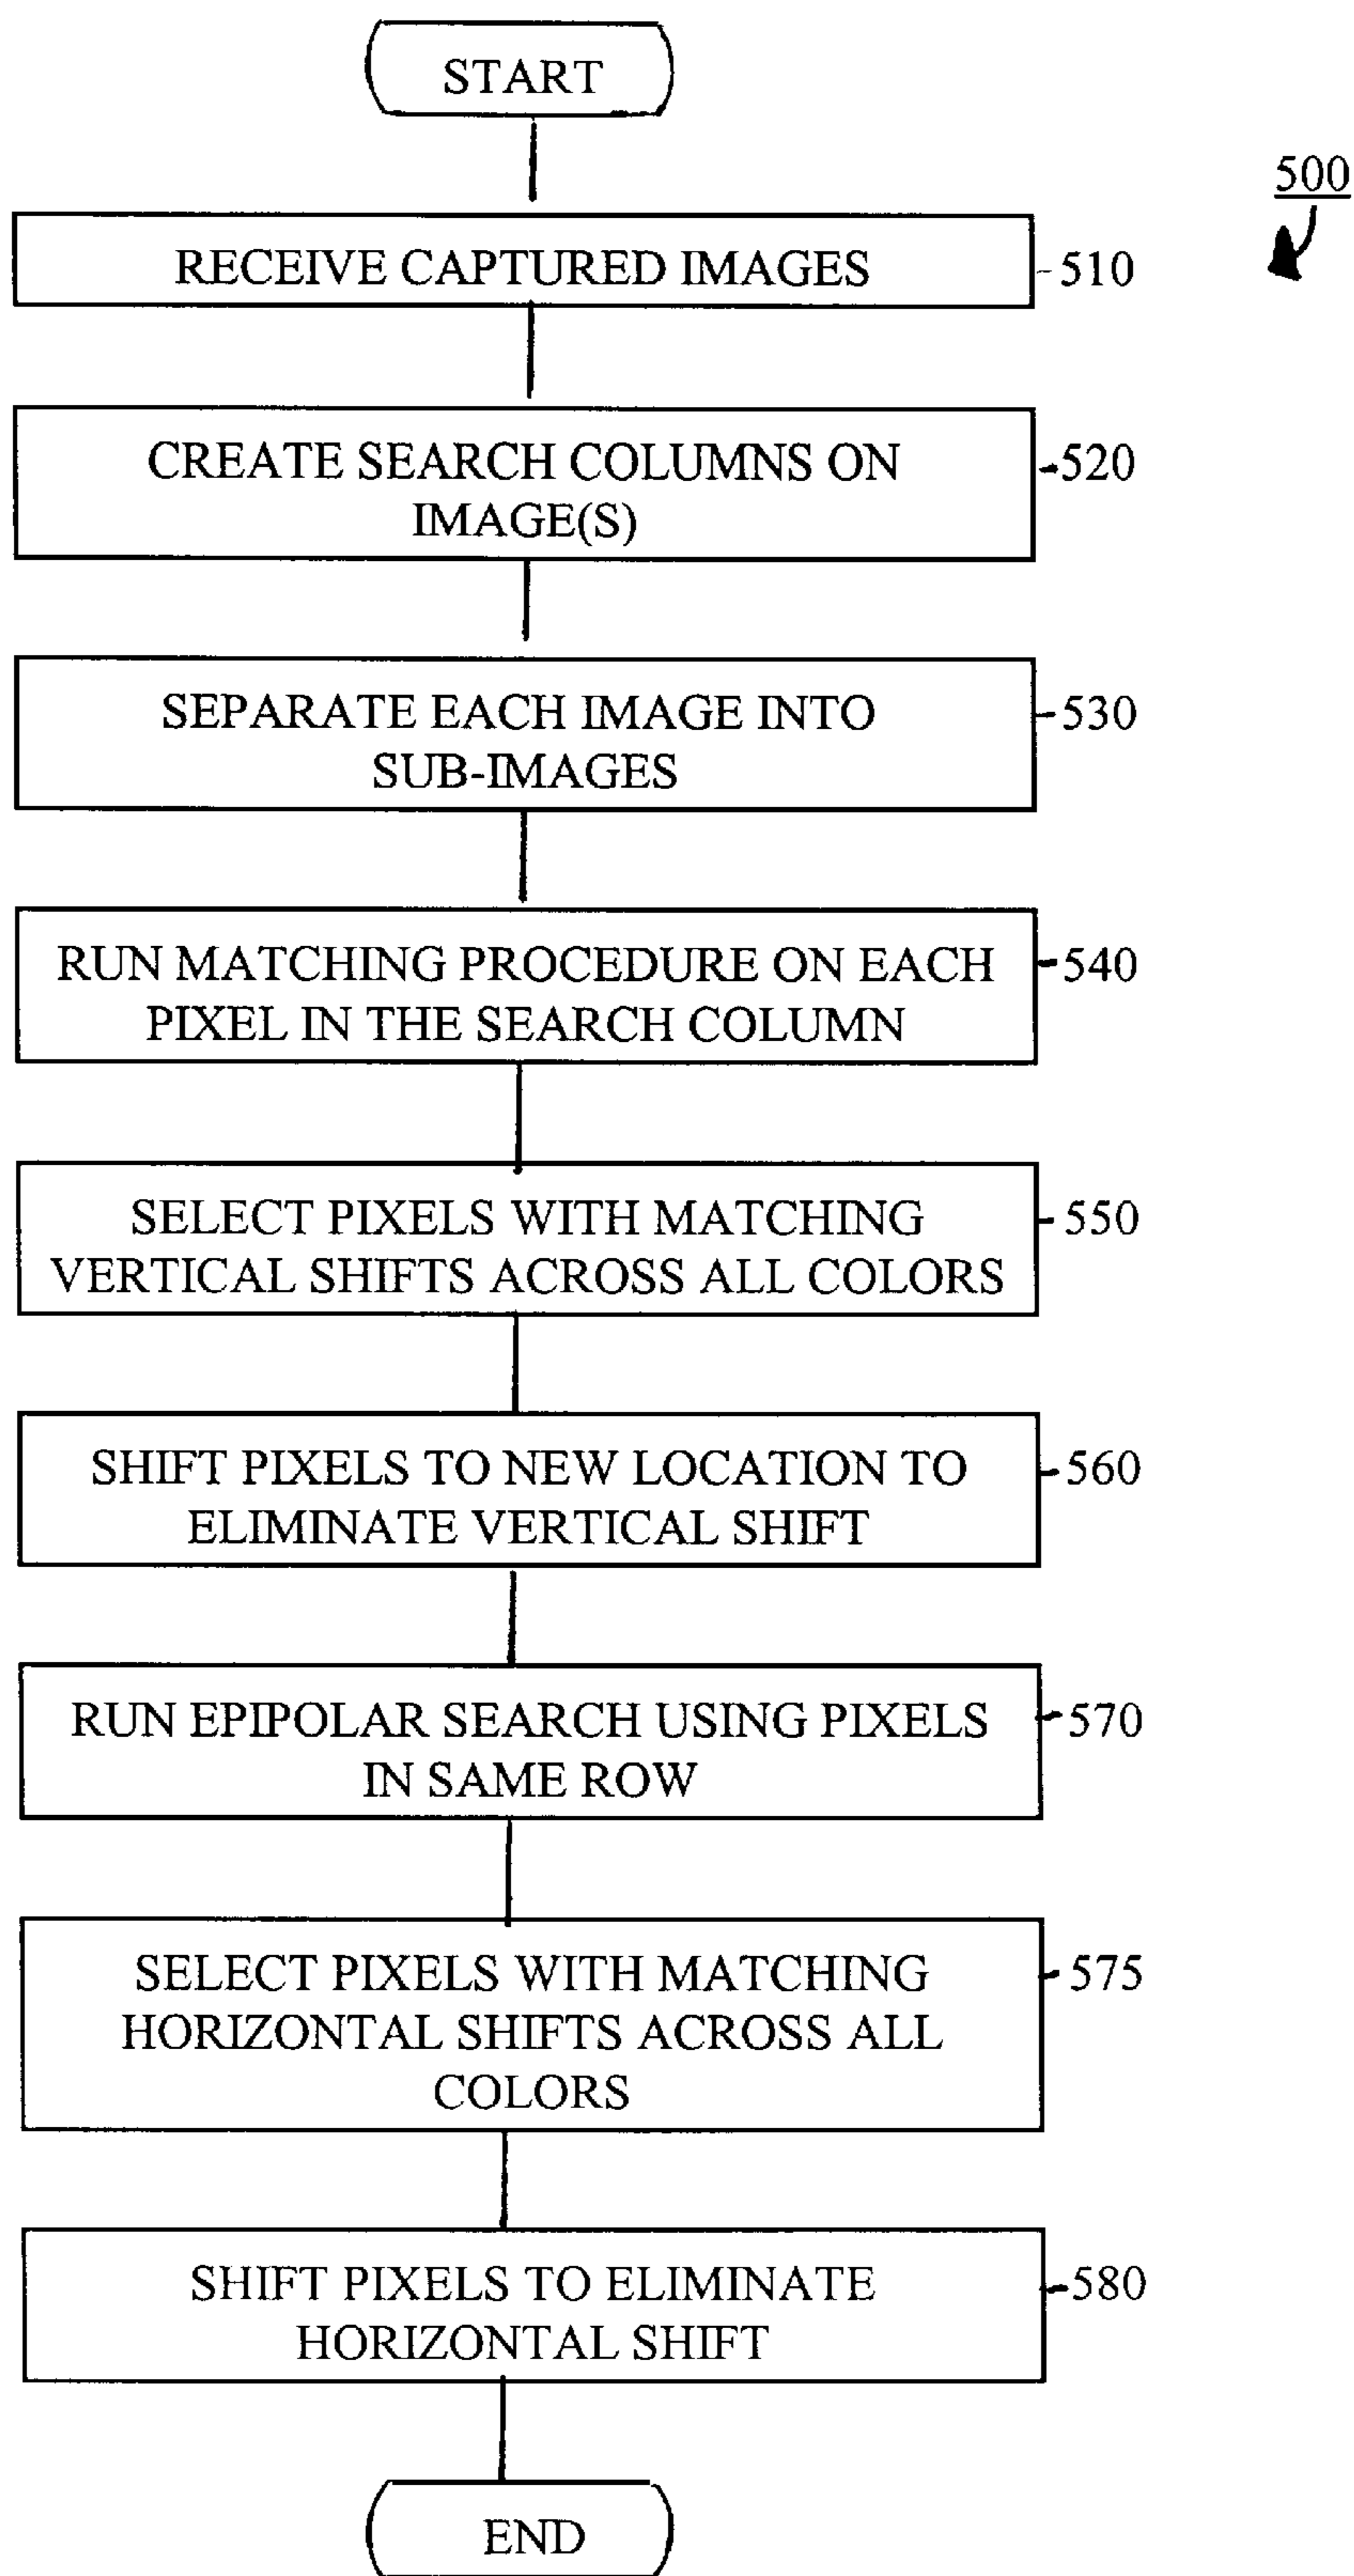 START
500
RECEIVE CAPTURED IMAGES
510
CREATE SEARCH COLUMNS ON
IMAGE(S)
520
SEPARATE EACH IMAGE INTO
SUB-IMAGES
530
RUN MATCHING PROCEDURE ON EACH
PIXEL IN THE SEARCH COLUMN
540
SELECT PIXELS WITH MATCHING
VERTICAL SHIFTS ACROSS ALL COLORS
550
SHIFT PIXELS TO NEW LOCATION TO
ELIMINATE VERTICAL SHIFT
560
RUN EPIPOLAR SEARCH USING PIXELS
IN SAME ROW
570
SELECT PIXELS WITH MATCHING
HORIZONTAL SHIFTS ACROSS ALL
COLORS
575
SHIFT PIXELS TO ELIMINATE
HORIZONTAL SHIFT
580
END